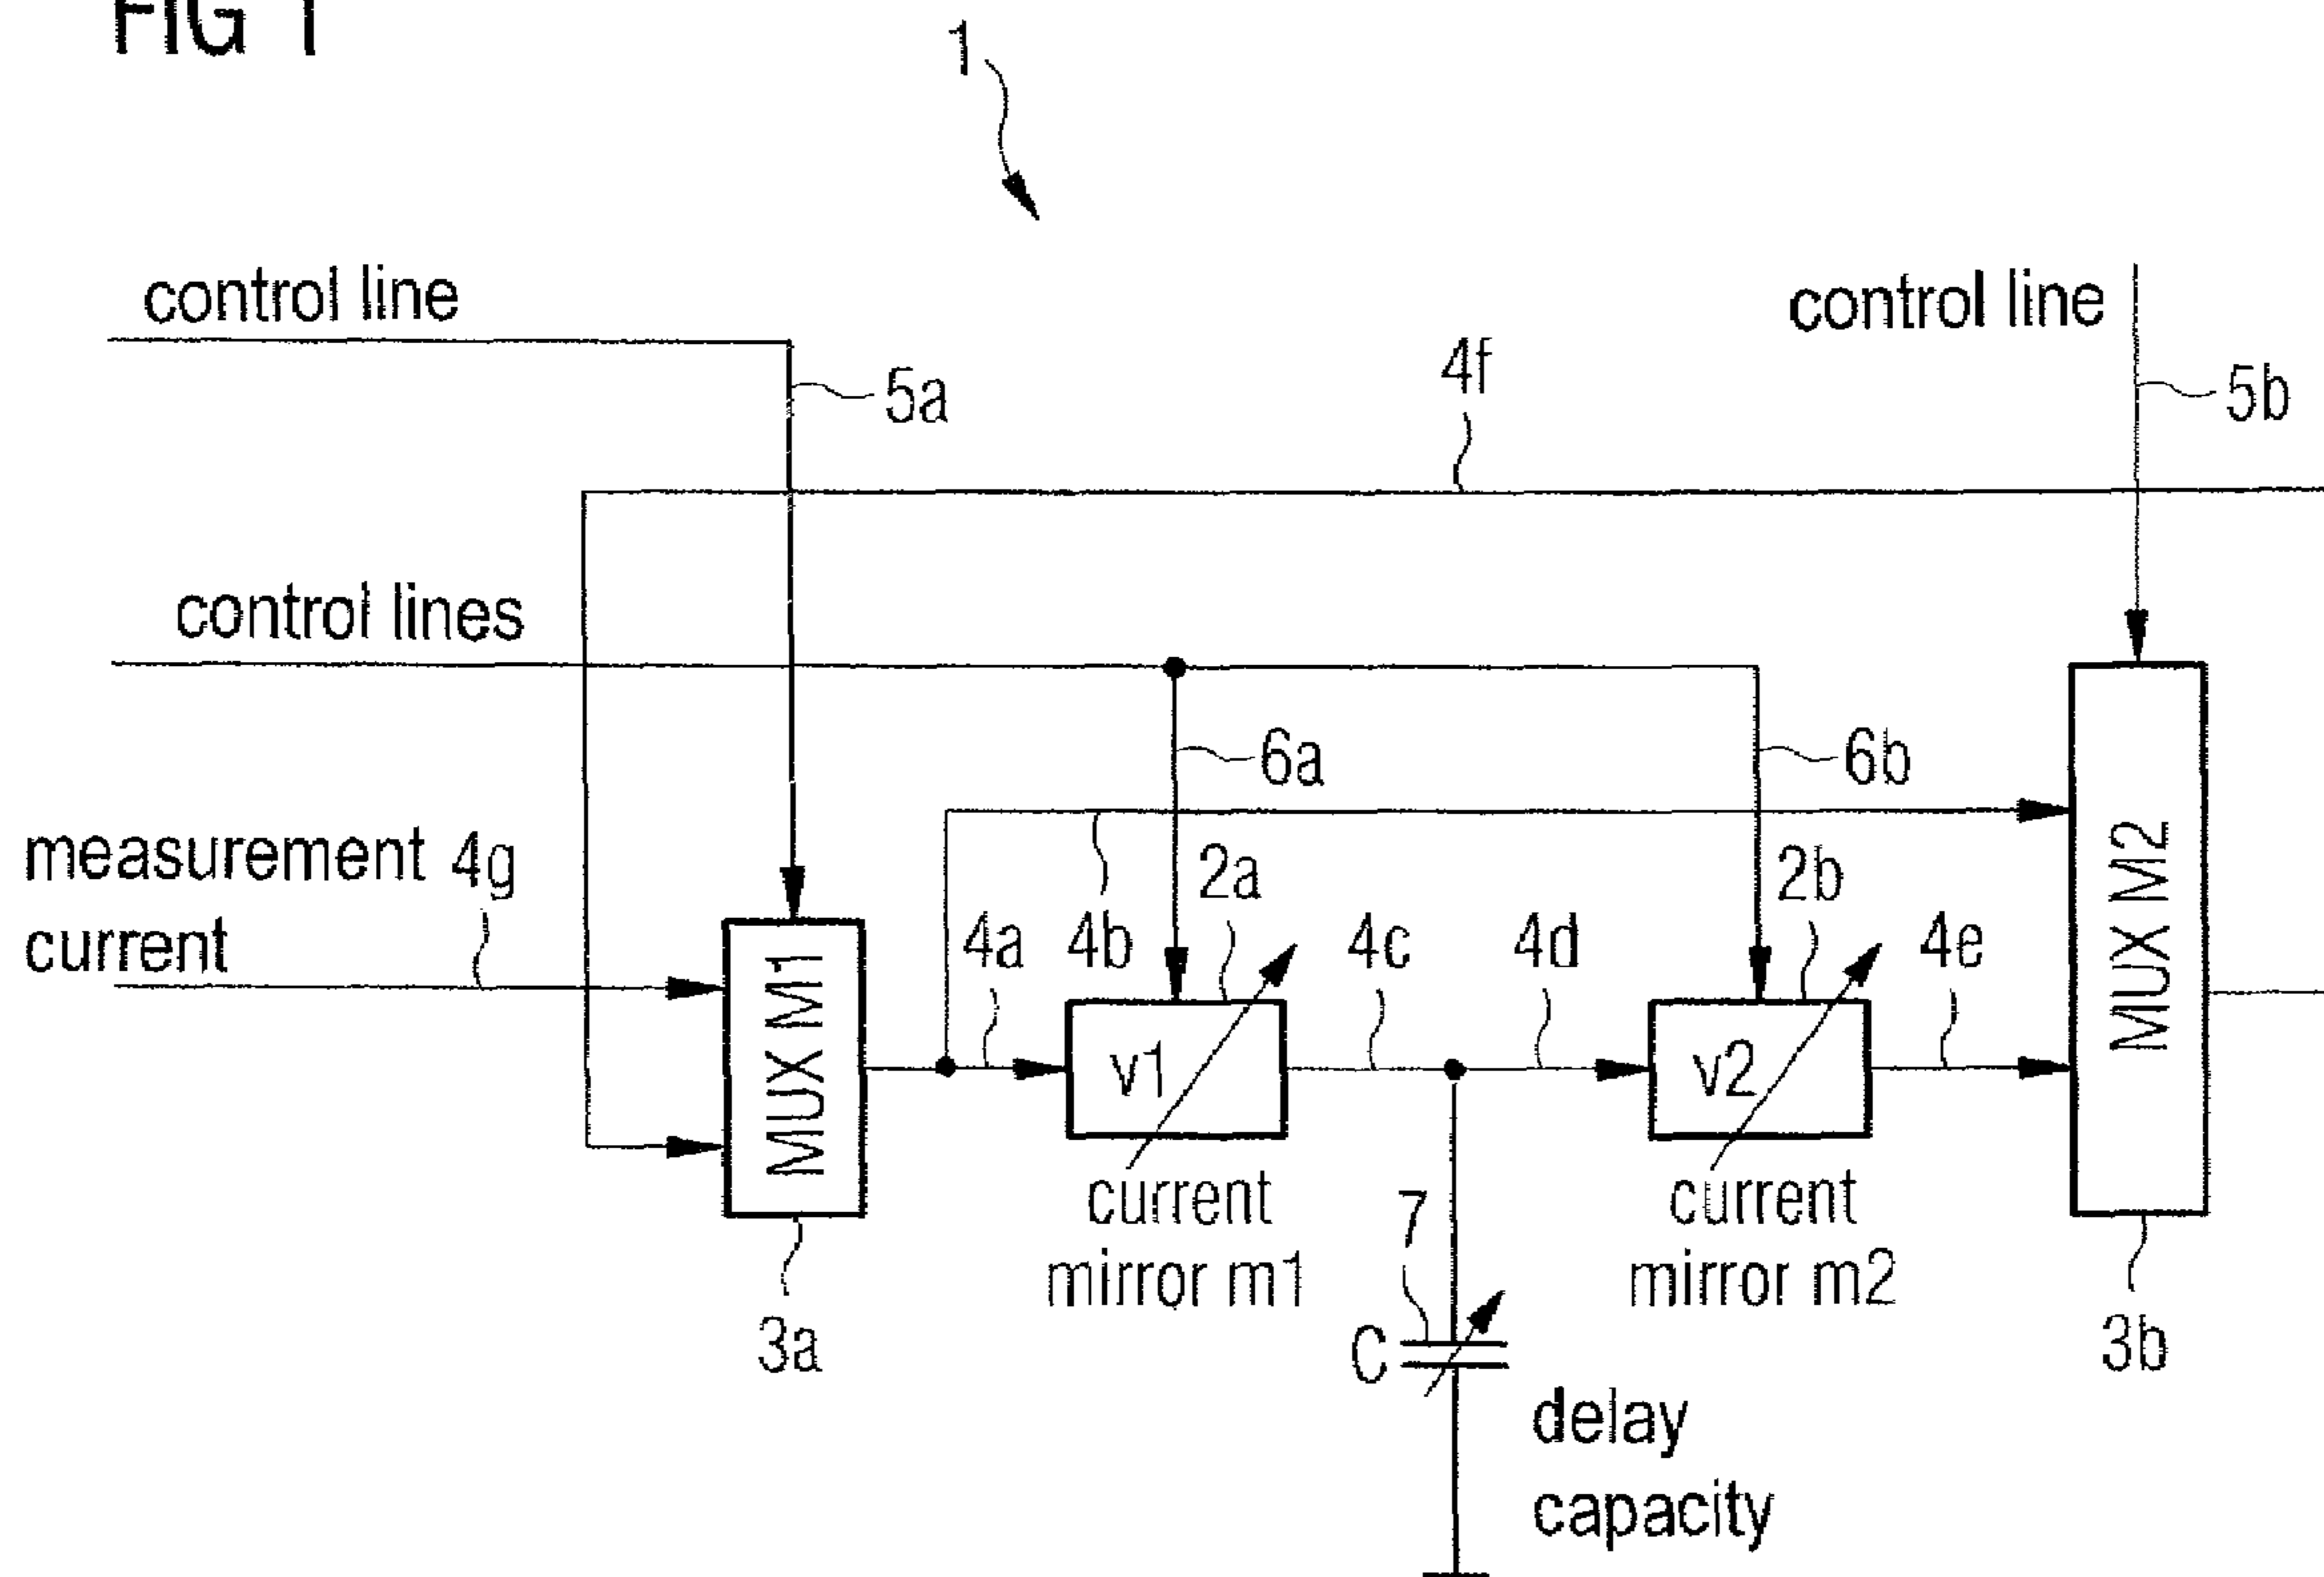 FIG 1
1
control line
control line
5a
4f
5b
control lines
6a
6b
measurement
current
4g
2a
2b
4a
4b
4c
4d
4e
MUX M1
v1
v2
MUX M2
current
mirror m1
current
mirror m2
7
C
3a
3b
delay
capacity